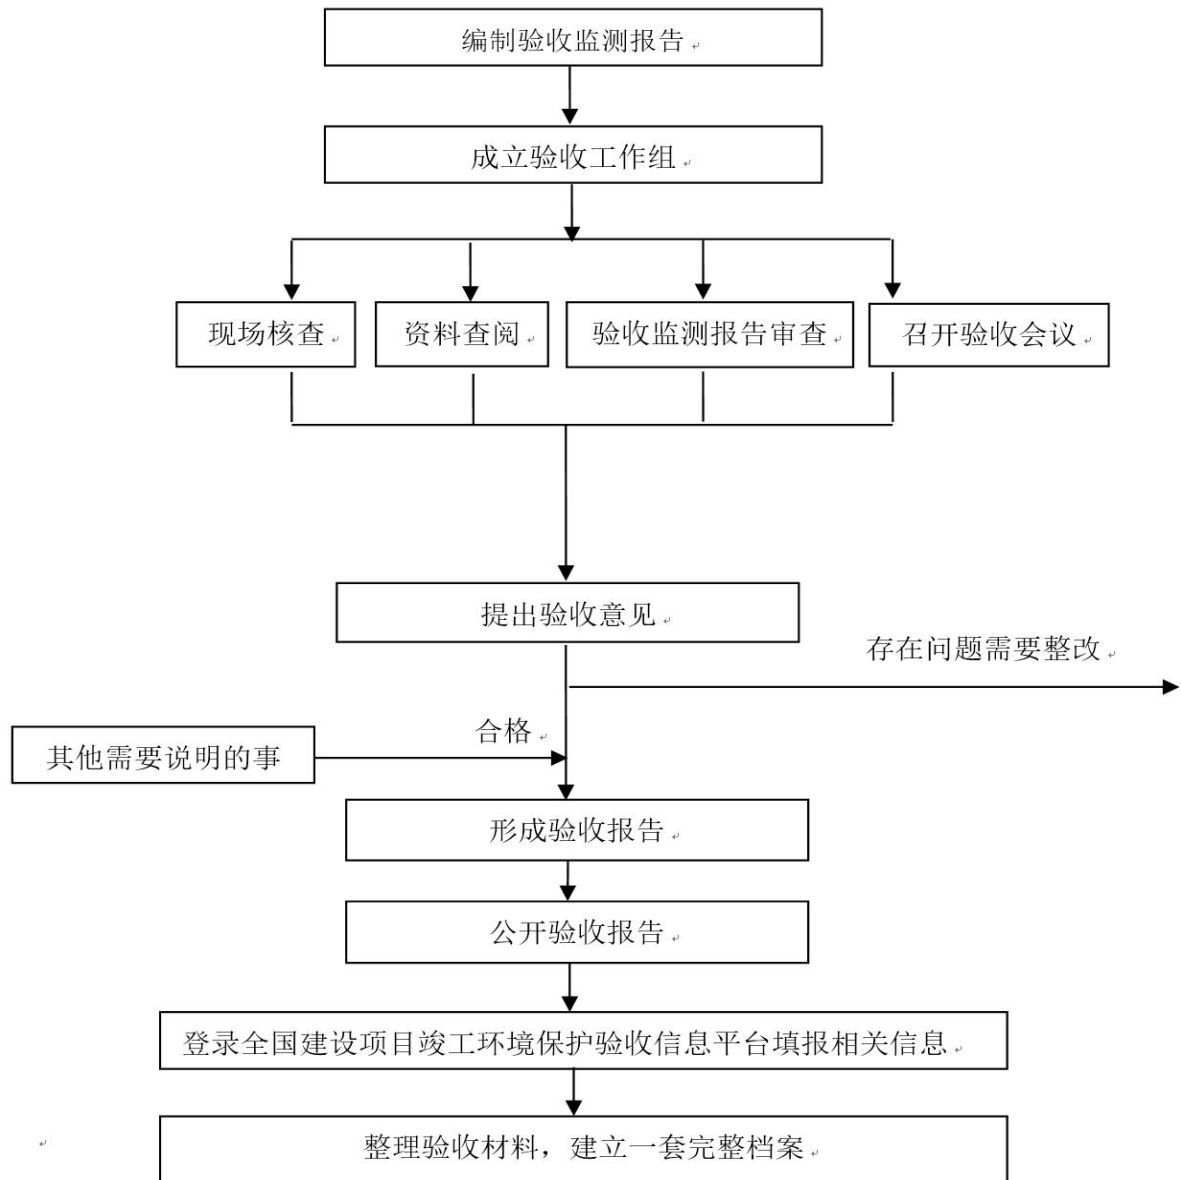 编制验收监测报告
成立验收工作组
现场核查
资料查阅
验收监测报告审查
召开验收会议
提出验收意见
存在问题需要整改
合格
其他需要说明的事
形成验收报告
公开验收报告
登录全国建设项目竣工环境保护验收信息平台填报相关信息
整理验收材料，建立一套完整档案